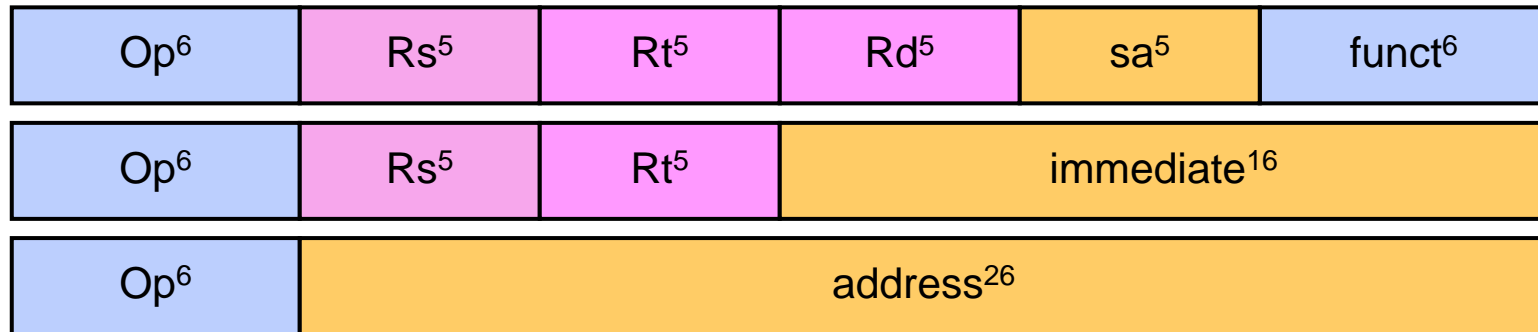 Op⁶ Rs⁵ Rt⁵ Rd⁵ sa⁵ funct⁶
Op⁶ Rs⁵ Rt⁵ immediate¹⁶
Op⁶ address²⁶